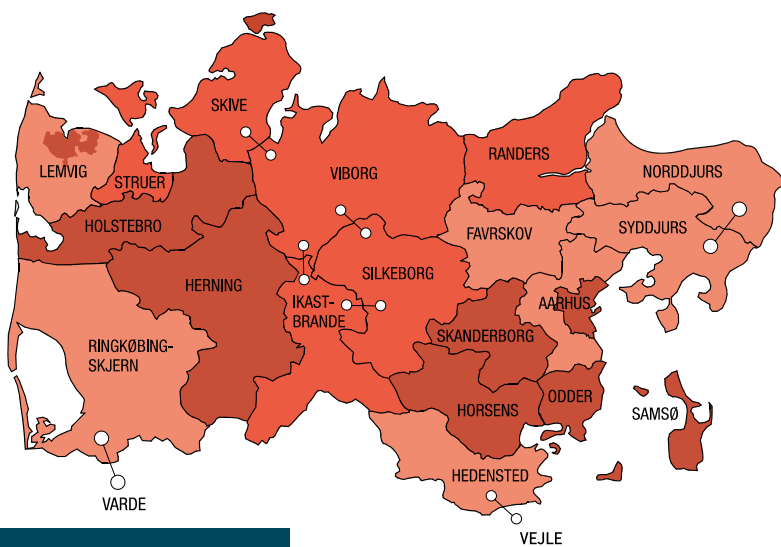 SKIVE
LEMVIG
STRUER
VIBORG
RANDERS
NORDDJURS
HOLSTEBRO
FAVRSKOV
SYDDJURS
HERNING
SILKEBORG
IKAST-
BRANDE
AARHUS
SKANDERBORG
RINGKØBING-
SKJERN
HORSENS
ODDER
SAMSØ
HEDENSTED
VARDE
VEJLE